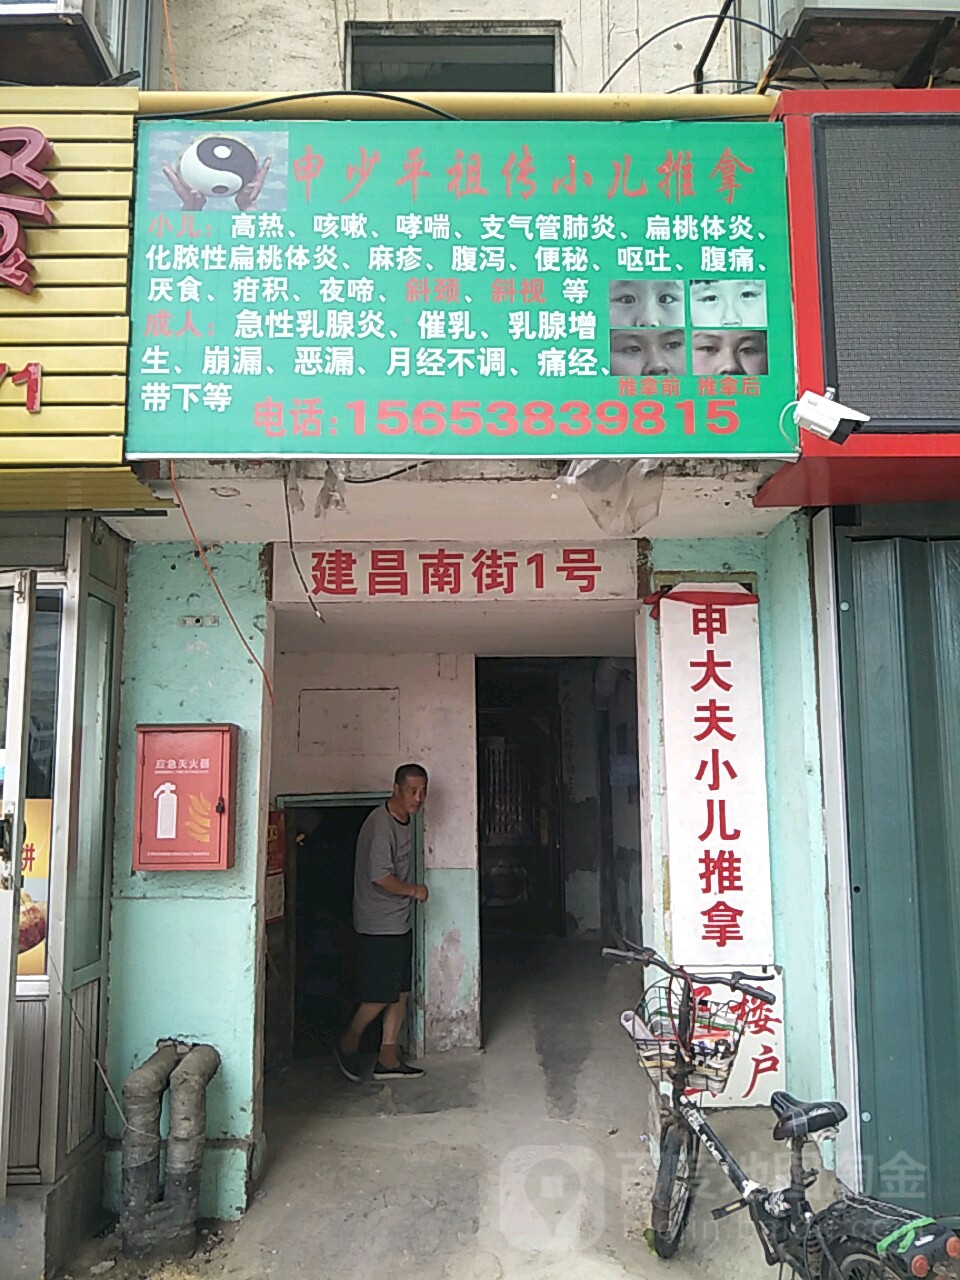 申少平祖传小儿推拿
小儿：高热、咳嗽、哮喘、支气管肺炎、扁桃体炎、
化脓性扁桃体炎、麻疹、腹泻、便秘、呕吐、腹痛、
厌食、疳积、夜啼、斜颈、斜视 等
成人：急性乳腺炎、催乳、乳腺增
生、崩漏、恶漏、月经不调、痛经、
带下等
推拿前 推拿后
电话:15653839815
71
建昌南街1号
申大夫小儿推拿
楼
户
应急灭火器
饼